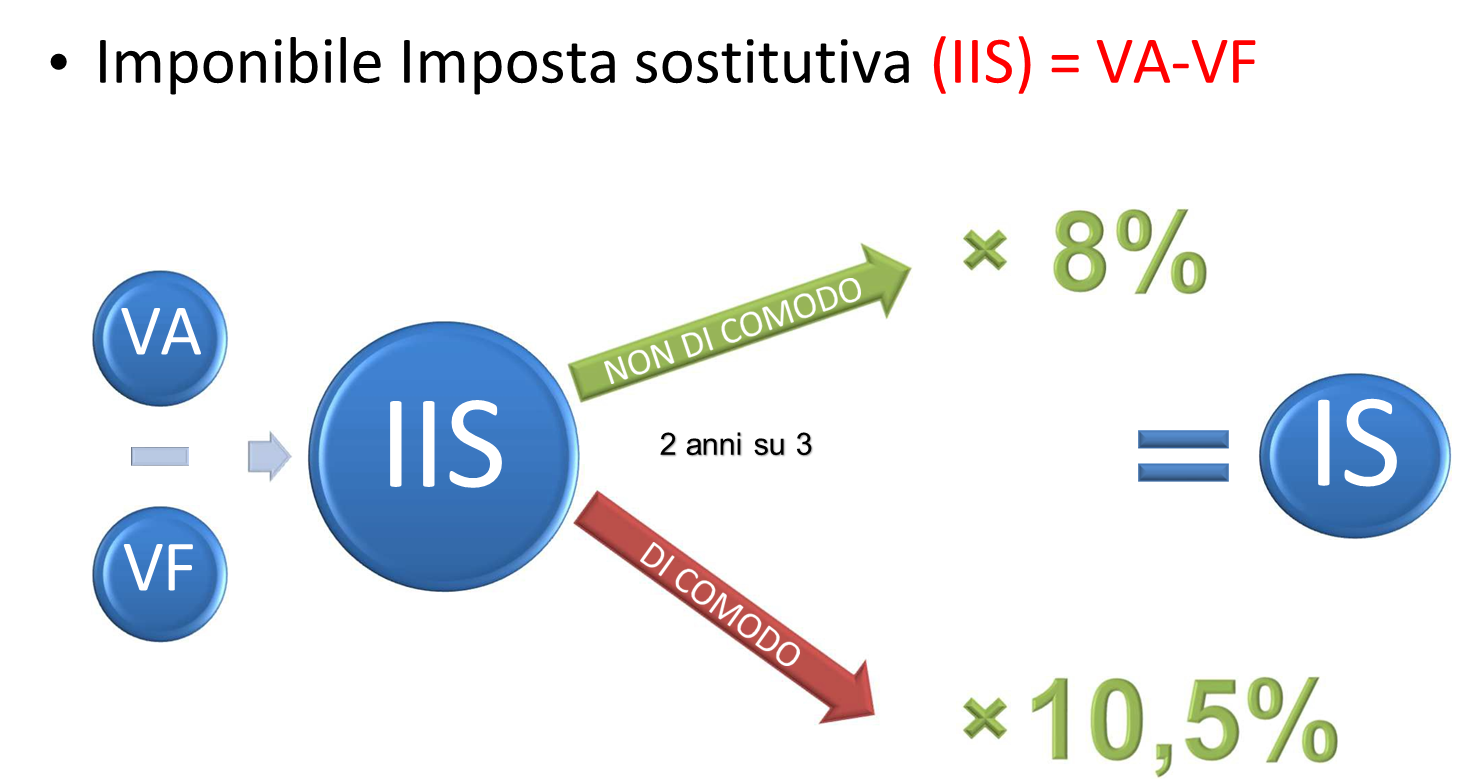 • Imponibile Imposta sostitutiva (IIS) = VA-VF
× 8%
NON DI COMODO
VA
IIS
2 anni su 3
=
IS
VF
DI COMODO
× 10,5%